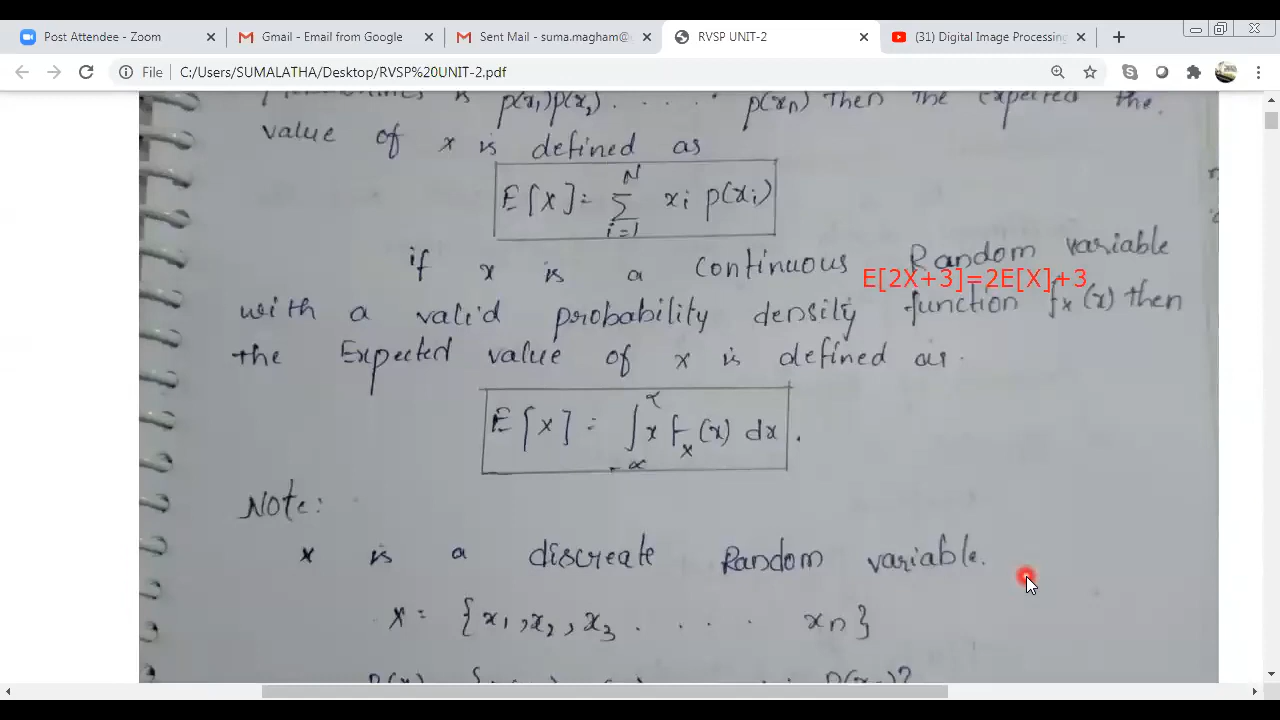 Post Attendee - Zoom
Gmail - Email from Google
Sent Mail - suma.magham@
RVSP UNIT-2
(31) Digital Image Processing
File
C:/Users/SUMALATHA/Desktop/RVSP%20UNIT-2.pdf
is p(x₁)p(x₂) . . . . . . p(xn) then the Expected the.
value of x is defined as
E[X]= N∑i=1 xi p(xi)
if x is a continuous Random variable
E[2X+3]=2E[X]+3
with a valid probability density function fx(x) then
the Expected value of x is defined as.
E[x] = ∫ x fx(x) dx.
Note:
x is a discreate Random variable.
x = {x₁,x₂,x₃ . . . . . xn}